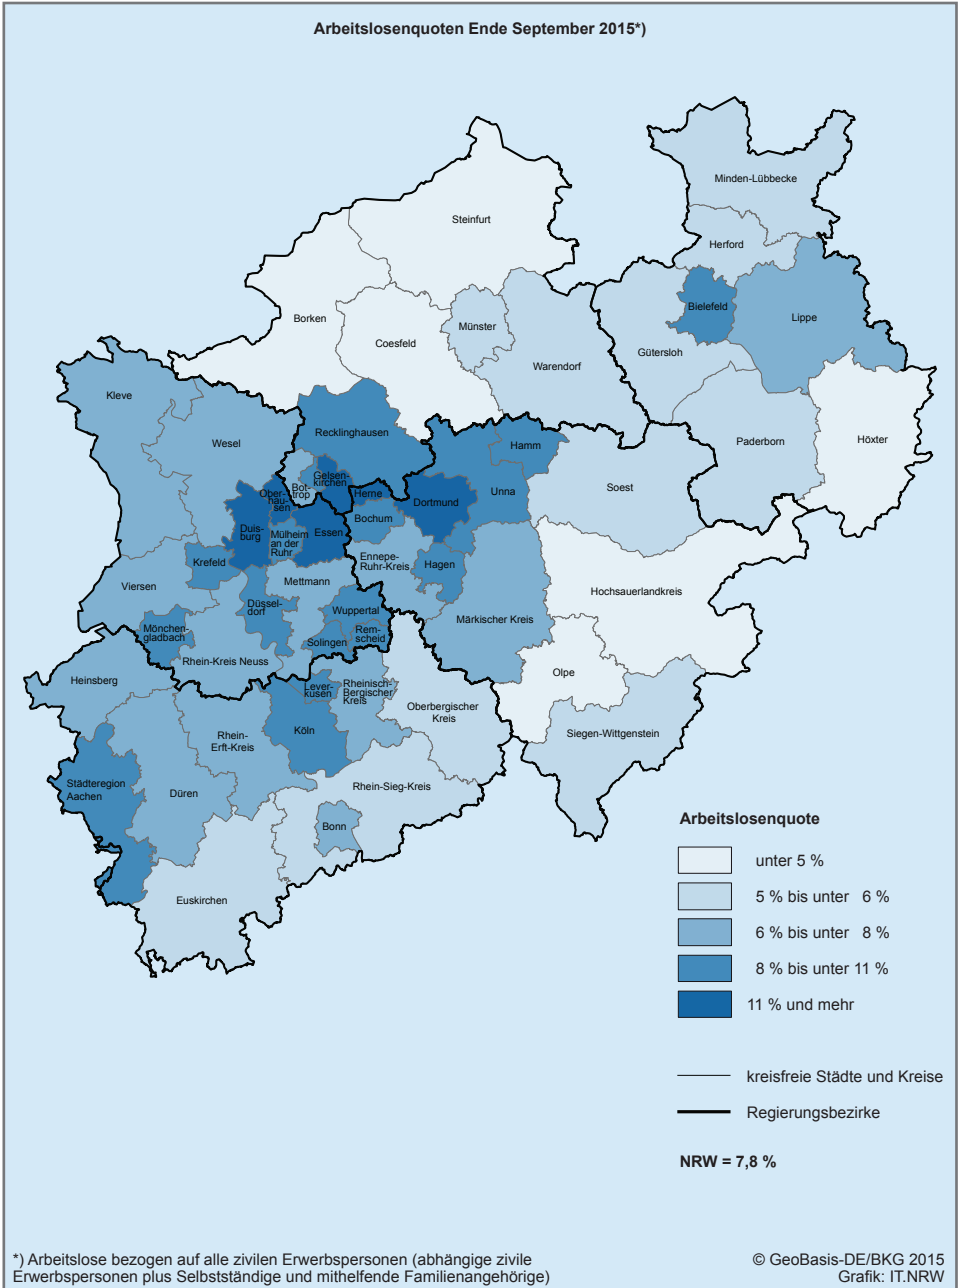 Arbeitslosenquoten Ende September 2015*)
Minden-Lübbecke
Steinfurt
Herford
Bielefeld
Lippe
Borken
Münster
Coesfeld
Gütersloh
Warendorf
Kleve
Wesel
Recklinghausen
Hamm
Paderborn
Höxter
Gelsen-
kirchen
Bot-
trop
Ober-
hau-
sen
Herne
Dortmund
Unna
Soest
Duis-
burg
Mülheim
an der
Ruhr
Essen
Bochum
Ennepe-
Ruhr-Kreis
Hagen
Krefeld
Viersen
Mettmann
Hochsauerlandkreis
Düssel-
dorf
Wuppertal
Märkischer Kreis
Mönchen-
gladbach
Solingen
Rem-
scheid
Rhein-Kreis Neuss
Heinsberg
Olpe
Lever-
kusen
Rheinisch-
Bergischer
Kreis
Oberbergischer
Kreis
Köln
Rhein-
Erft-Kreis
Siegen-Wittgenstein
Städteregion
Aachen
Düren
Rhein-Sieg-Kreis
Bonn
Euskirchen
Arbeitslosenquote
unter 5 %
5 % bis unter 6 %
6 % bis unter 8 %
8 % bis unter 11 %
11 % und mehr
kreisfreie Städte und Kreise
Regierungsbezirke
NRW = 7,8 %
*) Arbeitslose bezogen auf alle zivilen Erwerbspersonen (abhängige zivile
Erwerbspersonen plus Selbstständige und mithelfende Familienangehörige)
© GeoBasis-DE/BKG 2015
Grafik: IT.NRW